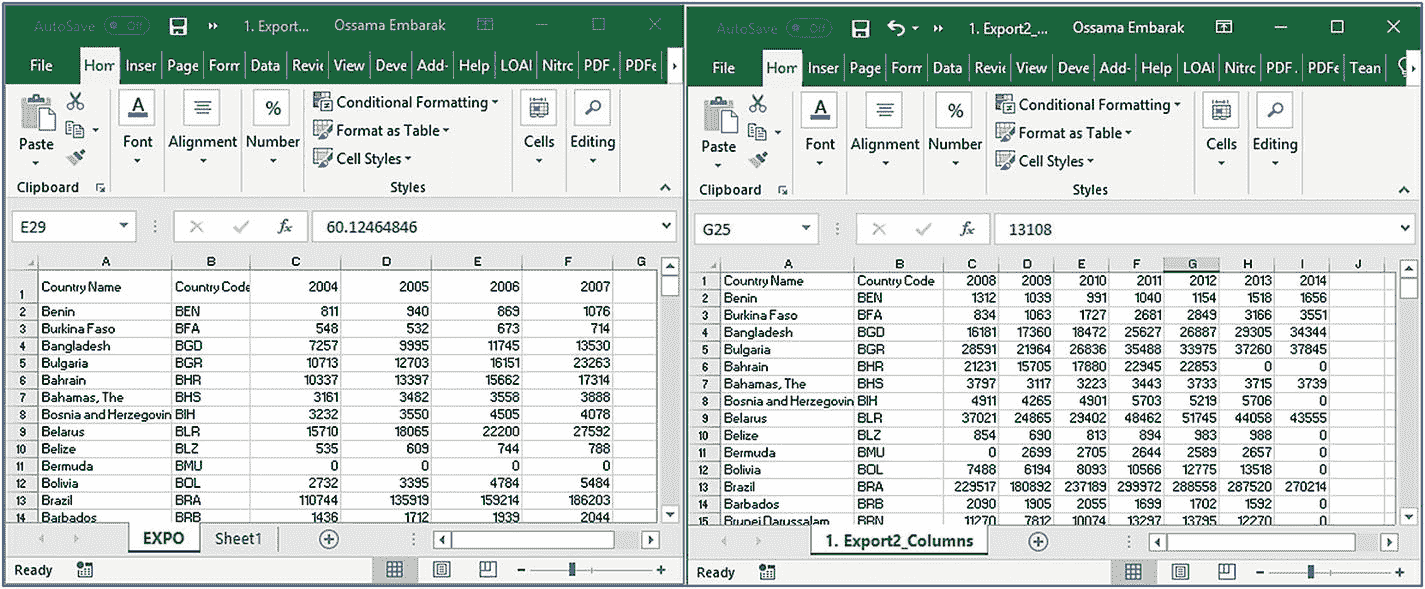 AutoSave Off 1. Export... Ossama Embarak
File Hom Inser Page Form Data Revie View Deve Add- Help LOAI Nitro PDF . PDFe
Paste Font Alignment Number Conditional Formatting Cells Editing
Format as Table
Cell Styles
Clipboard Styles
E29 fx 60.12464846
A B C D E F G
1 Country Name Country Code 2004 2005 2006 2007
2 Benin BEN 811 940 869 1076
3 Burkina Faso BFA 548 532 673 714
4 Bangladesh BGD 7257 9995 11745 13530
5 Bulgaria BGR 10713 12703 16151 23263
6 Bahrain BHR 10337 13397 15662 17314
7 Bahamas, The BHS 3161 3482 3558 3888
8 Bosnia and Herzegovin BIH 3232 3550 4505 4078
9 Belarus BLR 15710 18065 22200 27592
10 Belize BLZ 535 609 744 788
11 Bermuda BMU 0 0 0 0
12 Bolivia BOL 2732 3395 4784 5484
13 Brazil BRA 110744 135919 159214 186203
14 Barbados BRB 1436 1712 1939 2044
EXPO Sheet1
Ready
AutoSave Off 1. Export2_... Ossama Embarak
File Hom Inser Page Form Data Revie View Deve Add- Help LOAI Nitro PDF . PDFe Tean
Paste Font Alignment Number Conditional Formatting Cells Editing
Format as Table
Cell Styles
Clipboard Styles
G25 fx 13108
A B C D E F G H I J
1 Country Name Country Code 2008 2009 2010 2011 2012 2013 2014
2 Benin BEN 1312 1039 991 1040 1154 1518 1656
3 Burkina Faso BFA 834 1063 1727 2681 2849 3166 3551
4 Bangladesh BGD 16181 17360 18472 25627 26887 29305 34344
5 Bulgaria BGR 28591 21964 26836 35488 33975 37260 37845
6 Bahrain BHR 21231 15705 17880 22945 22853 0 0
7 Bahamas, The BHS 3797 3117 3223 3443 3733 3715 3739
8 Bosnia and Herzegovin BIH 4911 4265 4901 5703 5219 5706 0
9 Belarus BLR 37021 24865 29402 48462 51745 44058 43555
10 Belize BLZ 854 690 813 894 983 988 0
11 Bermuda BMU 0 2699 2705 2644 2589 2657 0
12 Bolivia BOL 7488 6194 8093 10566 12775 13518 0
13 Brazil BRA 229517 180892 237189 299972 288558 287520 270214
14 Barbados BRB 2090 1905 2055 1699 1702 1592 0
15 Brunei Darussalam BRN 11270 7812 10074 13297 13795 12270 0
1. Export2_Columns
Ready